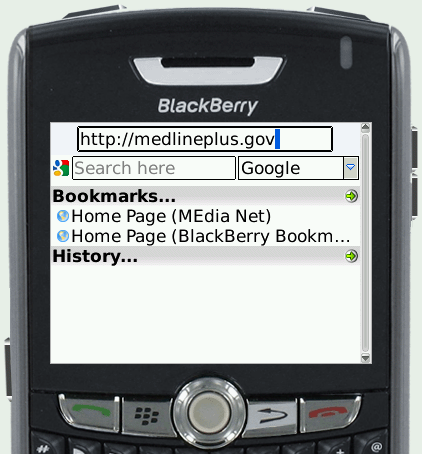 BlackBerry
http://medlineplus.gov
Search here Google
Bookmarks...
Home Page (MEdia Net)
Home Page (BlackBerry Bookm...
History...
# + @